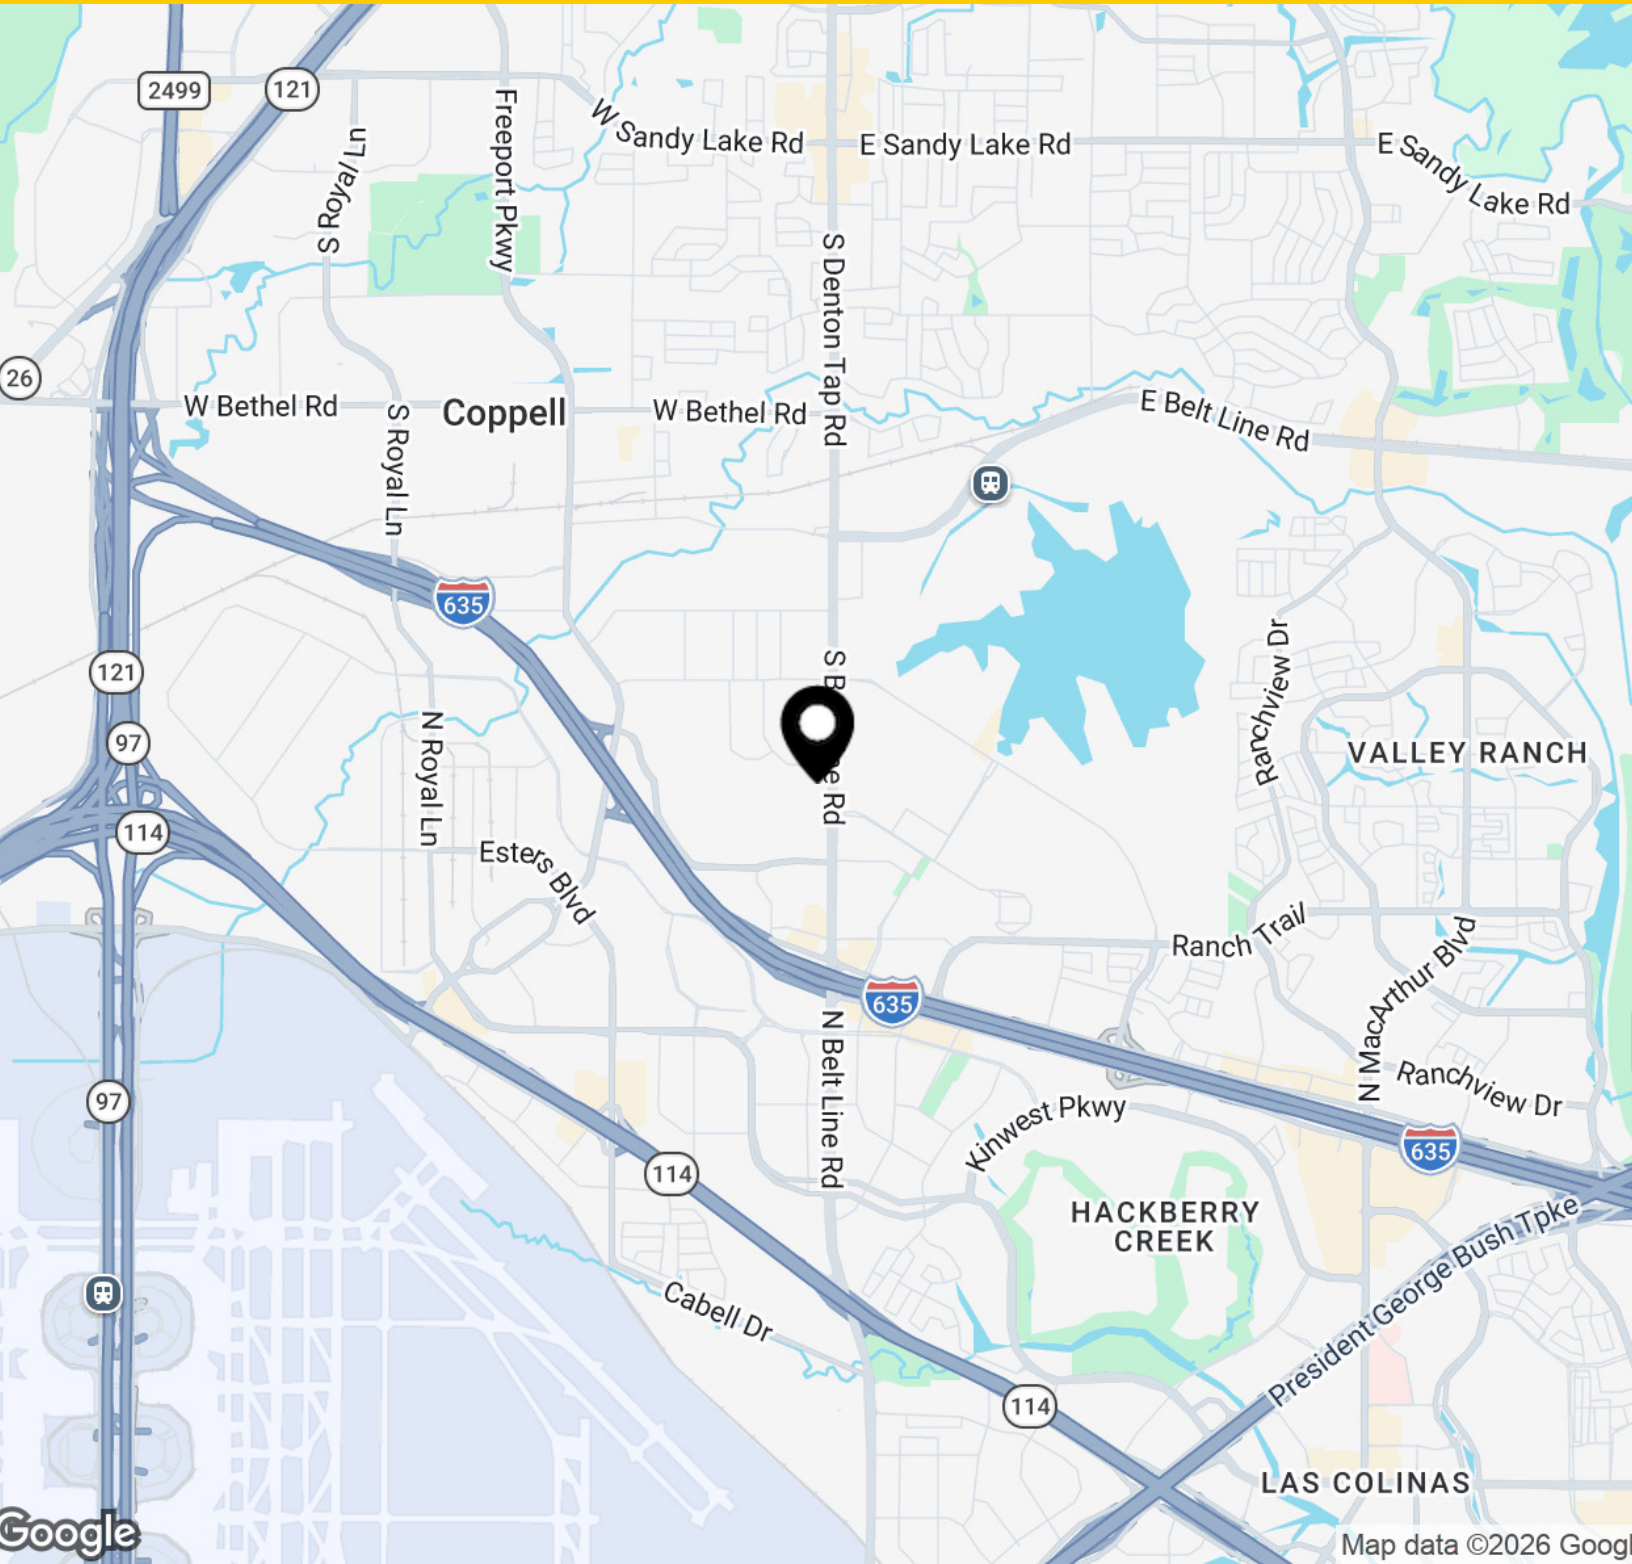 2499
121
Freeport Pkwy
W Sandy Lake Rd
E Sandy Lake Rd
E Sandy Lake Rd
S Royal Ln
S Denton Tap Rd
26
W Bethel Rd
S Royal Ln
Coppell
W Bethel Rd
E Belt Line Rd
635
121
S B
ne Rd
Ranchview Dr
97
N Royal Ln
VALLEY RANCH
114
Esters Blvd
Ranch Trail
N MacArthur Blvd
635
N Belt Line Rd
Ranchview Dr
97
Kinwest Pkwy
635
114
HACKBERRY
CREEK
President George Bush Tpke
Cabell Dr
114
LAS COLINAS
Google
Map data ©2026 Googl